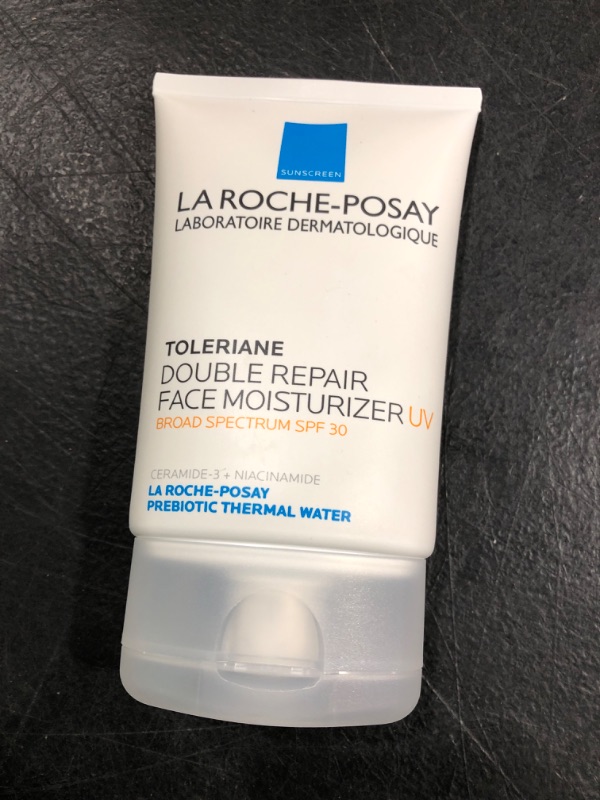 SUNSCREEN
LA ROCHE-POSAY
LABORATOIRE DERMATOLOGIQUE
TOLERIANE
DOUBLE REPAIR
FACE MOISTURIZER UV
BROAD SPECTRUM SPF 30
CERAMIDE-3 + NIACINAMIDE
LA ROCHE-POSAY
PREBIOTIC THERMAL WATER